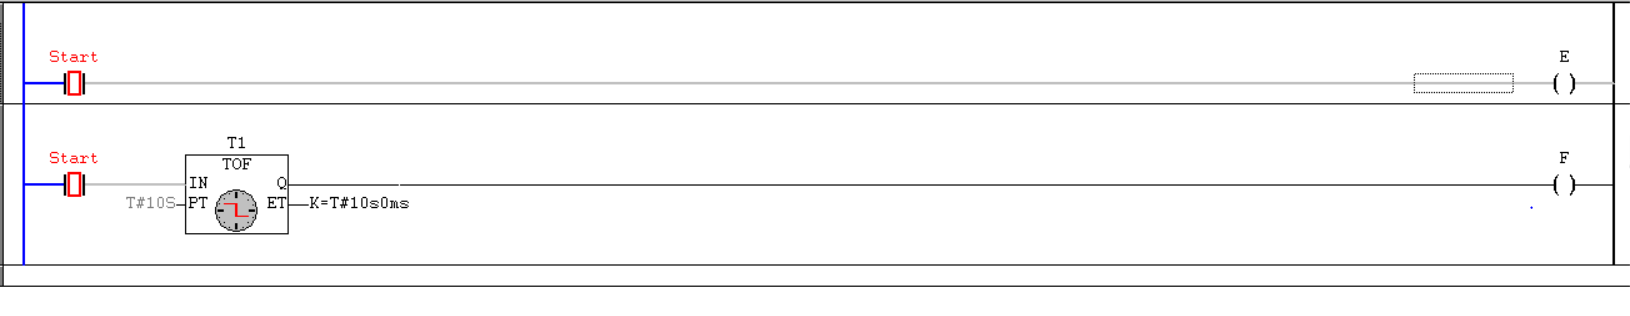 Start
E
( )
T1
Start
TOF
F
IN Q
( )
T#10S PT ET K=T#10s0ms